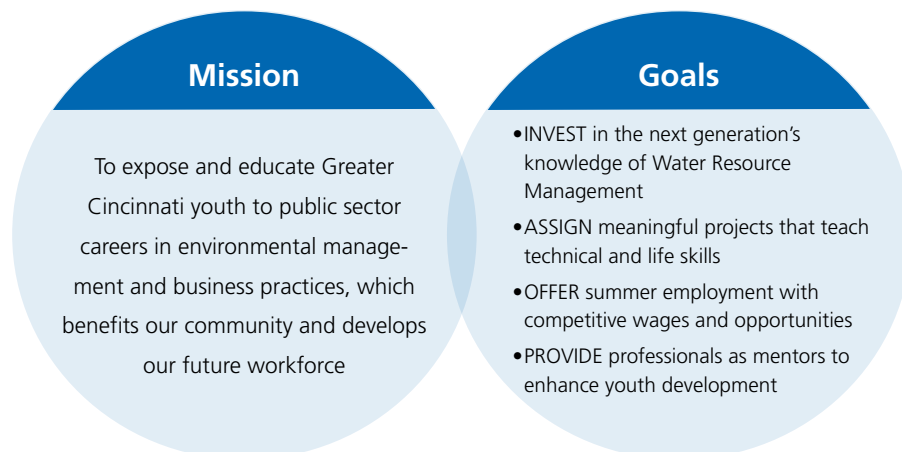 Mission
To expose and educate Greater
Cincinnati youth to public sector
careers in environmental manage-
ment and business practices, which
benefits our community and develops
our future workforce
Goals
•INVEST in the next generation’s
knowledge of Water Resource
Management
•ASSIGN meaningful projects that teach
technical and life skills
•OFFER summer employment with
competitive wages and opportunities
•PROVIDE professionals as mentors to
enhance youth development